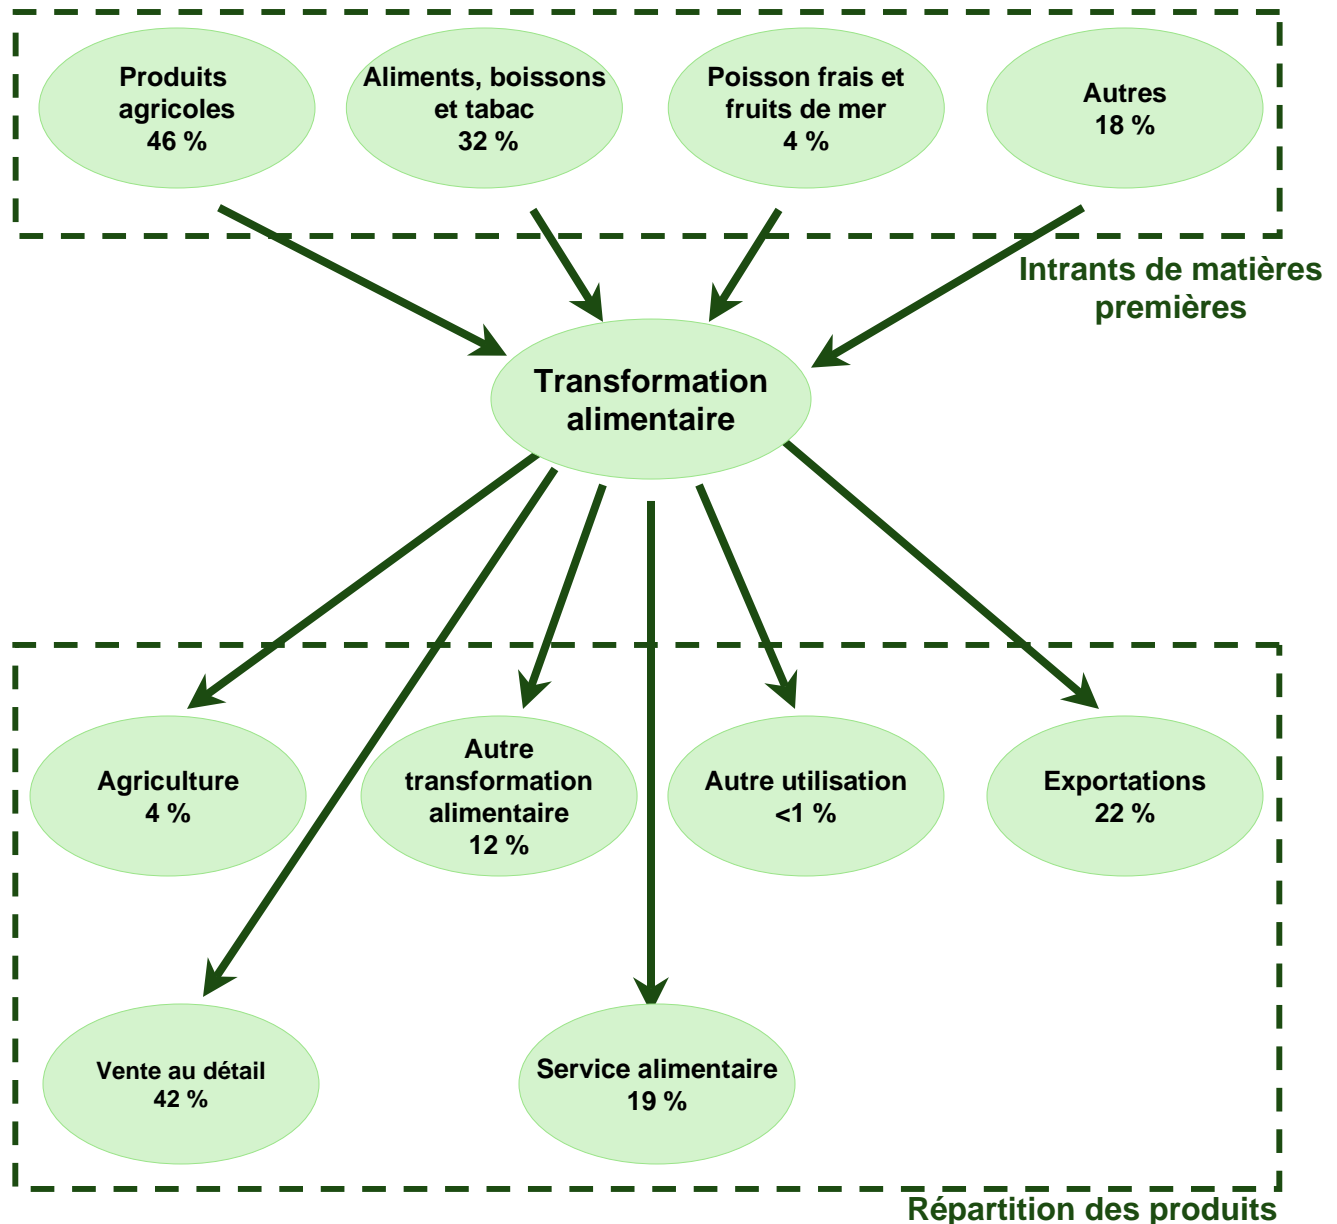 Produits
agricoles
46 %
Aliments, boissons
et tabac
32 %
Poisson frais et
fruits de mer
4 %
Autres
18 %
Intrants de matières
premières
Transformation
alimentaire
Agriculture
4 %
Autre
transformation
alimentaire
12 %
Autre utilisation
<1 %
Exportations
22 %
Vente au détail
42 %
Service alimentaire
19 %
Répartition des produits